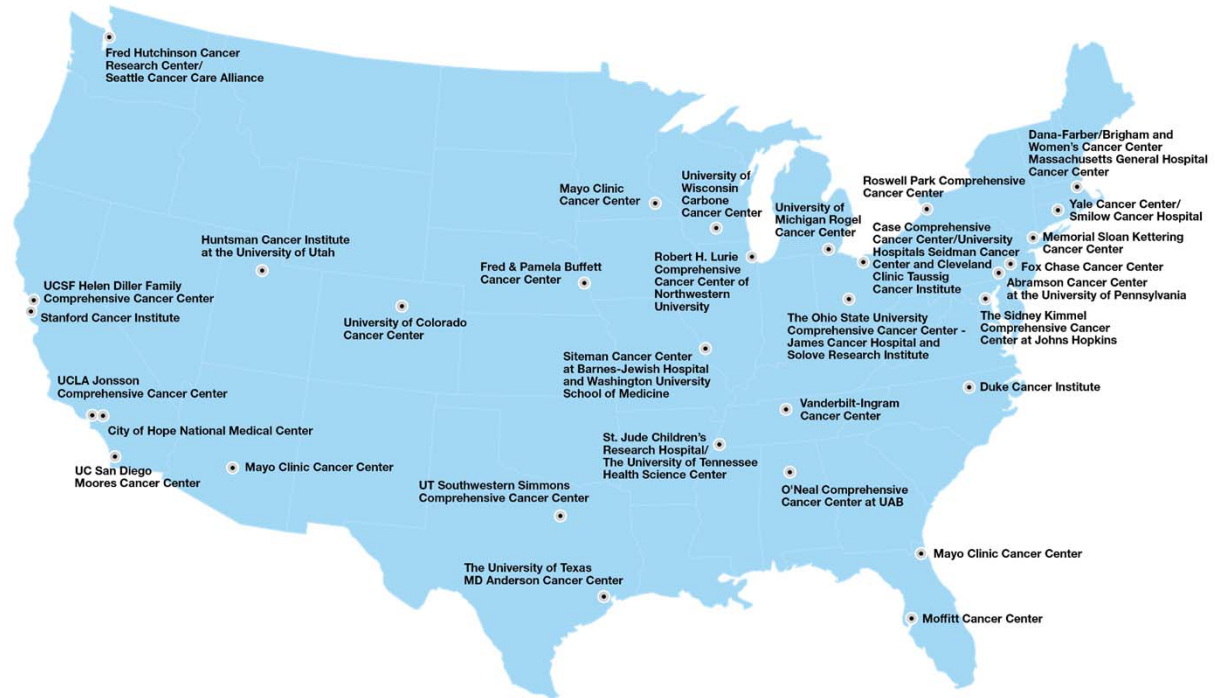 Fred Hutchinson Cancer
Research Center/
Seattle Cancer Care Alliance
Dana-Farber/Brigham and
Women's Cancer Center
Massachusetts General Hospital
Cancer Center
Mayo Clinic
Cancer Center
University of
Wisconsin
Carbone
Cancer Center
University of
Michigan Rogel
Cancer Center
Roswell Park Comprehensive
Cancer Center
Yale Cancer Center/
Smilow Cancer Hospital
Case Comprehensive
Cancer Center/University
Hospitals Seidman Cancer
Center and Cleveland
Clinic Taussig
Cancer Institute
Memorial Sloan Kettering
Cancer Center
Huntsman Cancer Institute
at the University of Utah
Fred & Pamela Buffett
Cancer Center
Robert H. Lurie
Comprehensive
Cancer Center of
Northwestern
University
Fox Chase Cancer Center
Abramson Cancer Center
at the University of Pennsylvania
UCSF Helen Diller Family
Comprehensive Cancer Center
Stanford Cancer Institute
University of Colorado
Cancer Center
The Ohio State University
Comprehensive Cancer Center -
James Cancer Hospital and
Solove Research Institute
The Sidney Kimmel
Comprehensive Cancer
Center at Johns Hopkins
Siteman Cancer Center
at Barnes-Jewish Hospital
and Washington University
School of Medicine
UCLA Jonsson
Comprehensive Cancer Center
Duke Cancer Institute
Vanderbilt-Ingram
Cancer Center
City of Hope National Medical Center
St. Jude Children's
Research Hospital/
The University of Tennessee
Health Science Center
UC San Diego
Moores Cancer Center
Mayo Clinic Cancer Center
UT Southwestern Simmons
Comprehensive Cancer Center
O'Neal Comprehensive
Cancer Center at UAB
Mayo Clinic Cancer Center
The University of Texas
MD Anderson Cancer Center
Moffitt Cancer Center